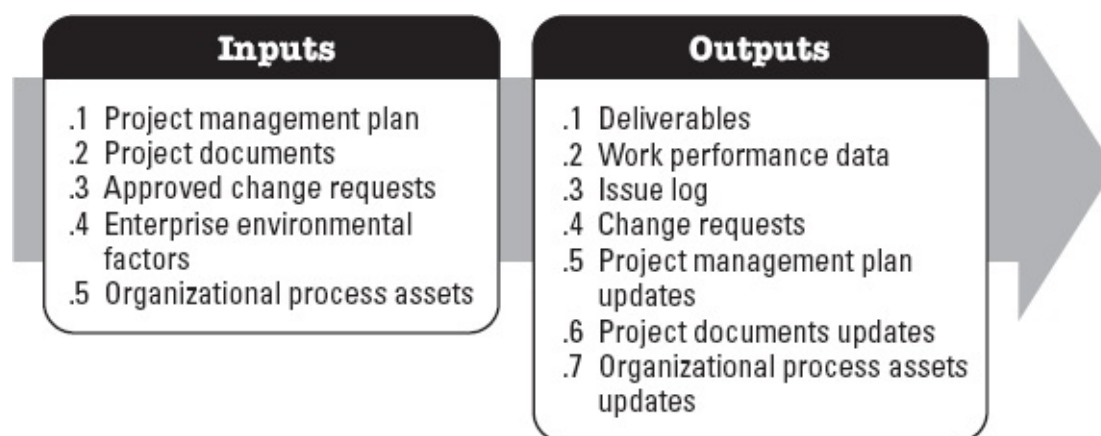 Inputs
.1 Project management plan
.2 Project documents
.3 Approved change requests
.4 Enterprise environmental
factors
.5 Organizational process assets
Outputs
.1 Deliverables
.2 Work performance data
.3 Issue log
.4 Change requests
.5 Project management plan
updates
.6 Project documents updates
.7 Organizational process assets
updates